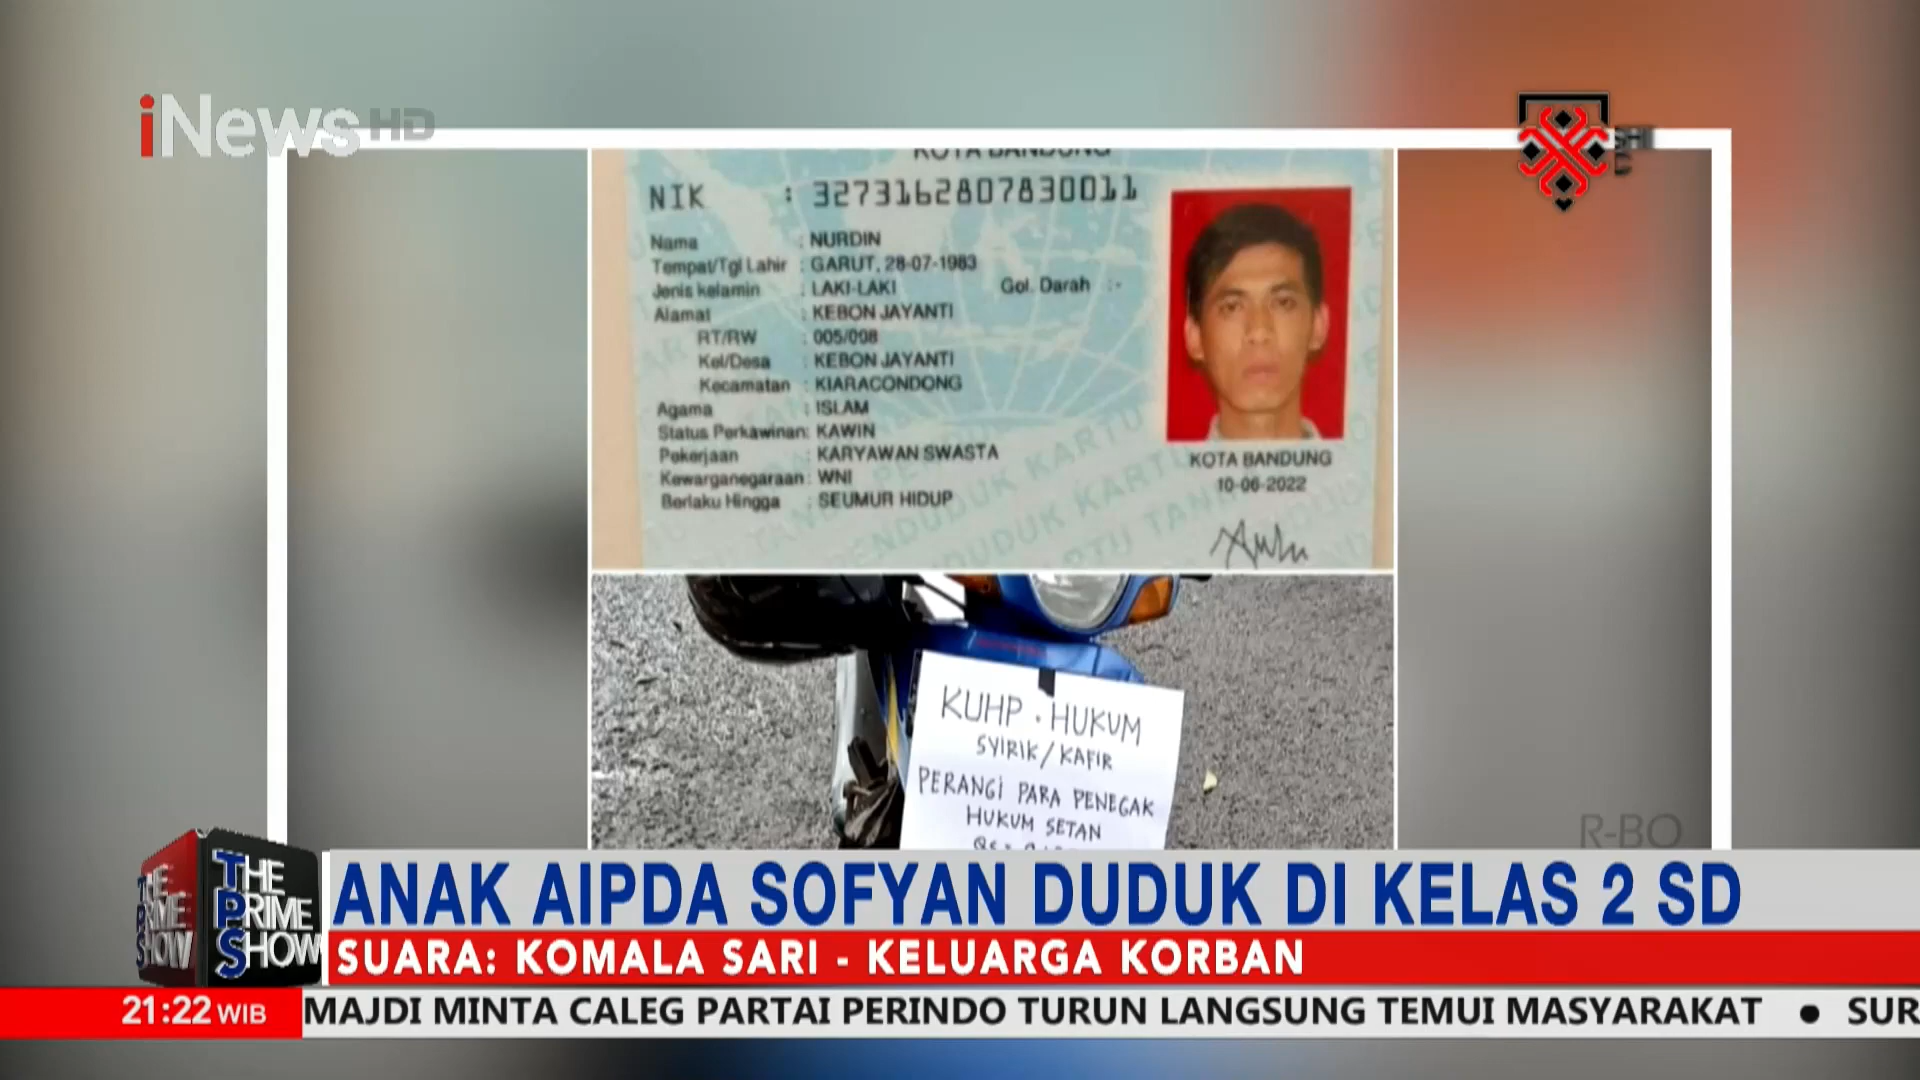 iNews HD
KOTA BANDUNG
NIK : 3273162807830011
Nama : NURDIN
Tempat/Tgl Lahir : GARUT, 28-07-1983
Jenis kelamin : LAKI-LAKI Gol. Darah :-
Alamat : KEBON JAYANTI
RT/RW : 005/008
Kel/Desa : KEBON JAYANTI
Kecamatan : KIARACONDONG
Agama : ISLAM
Status Perkawinan: KAWIN
Pekerjaan : KARYAWAN SWASTA
Kewarganegaraan: WNI
Berlaku Hingga : SEUMUR HIDUP
KOTA BANDUNG
10-06-2022
KUHP . HUKUM
SYIRIK/KAFIR
PERANGI PARA PENEGAK
HUKUM SETAN
R-BO
THE PRIME SHOW
ANAK AIPDA SOFYAN DUDUK DI KELAS 2 SD
SUARA: KOMALA SARI - KELUARGA KORBAN
21:22 WIB
MAJDI MINTA CALEG PARTAI PERINDO TURUN LANGSUNG TEMUI MASYARAKAT ● SUR